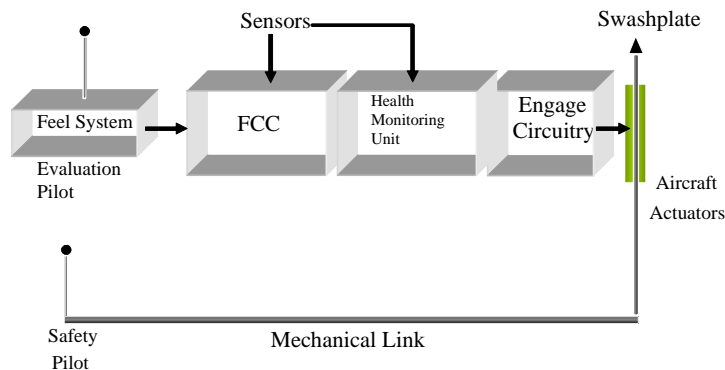 Sensors
Swashplate
Feel System
FCC
Health
Monitoring
Unit
Engage
Circuitry
Evaluation
Pilot
Aircraft
Actuators
Safety
Pilot
Mechanical Link